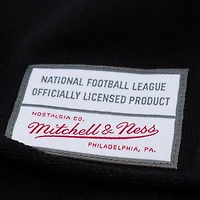 NATIONAL FOOTBALL LEAGUE
OFFICIALLY LICENSED PRODUCT
NOSTALGIA CO.
Mitchell & Ness
PHILADELPHIA, PA.